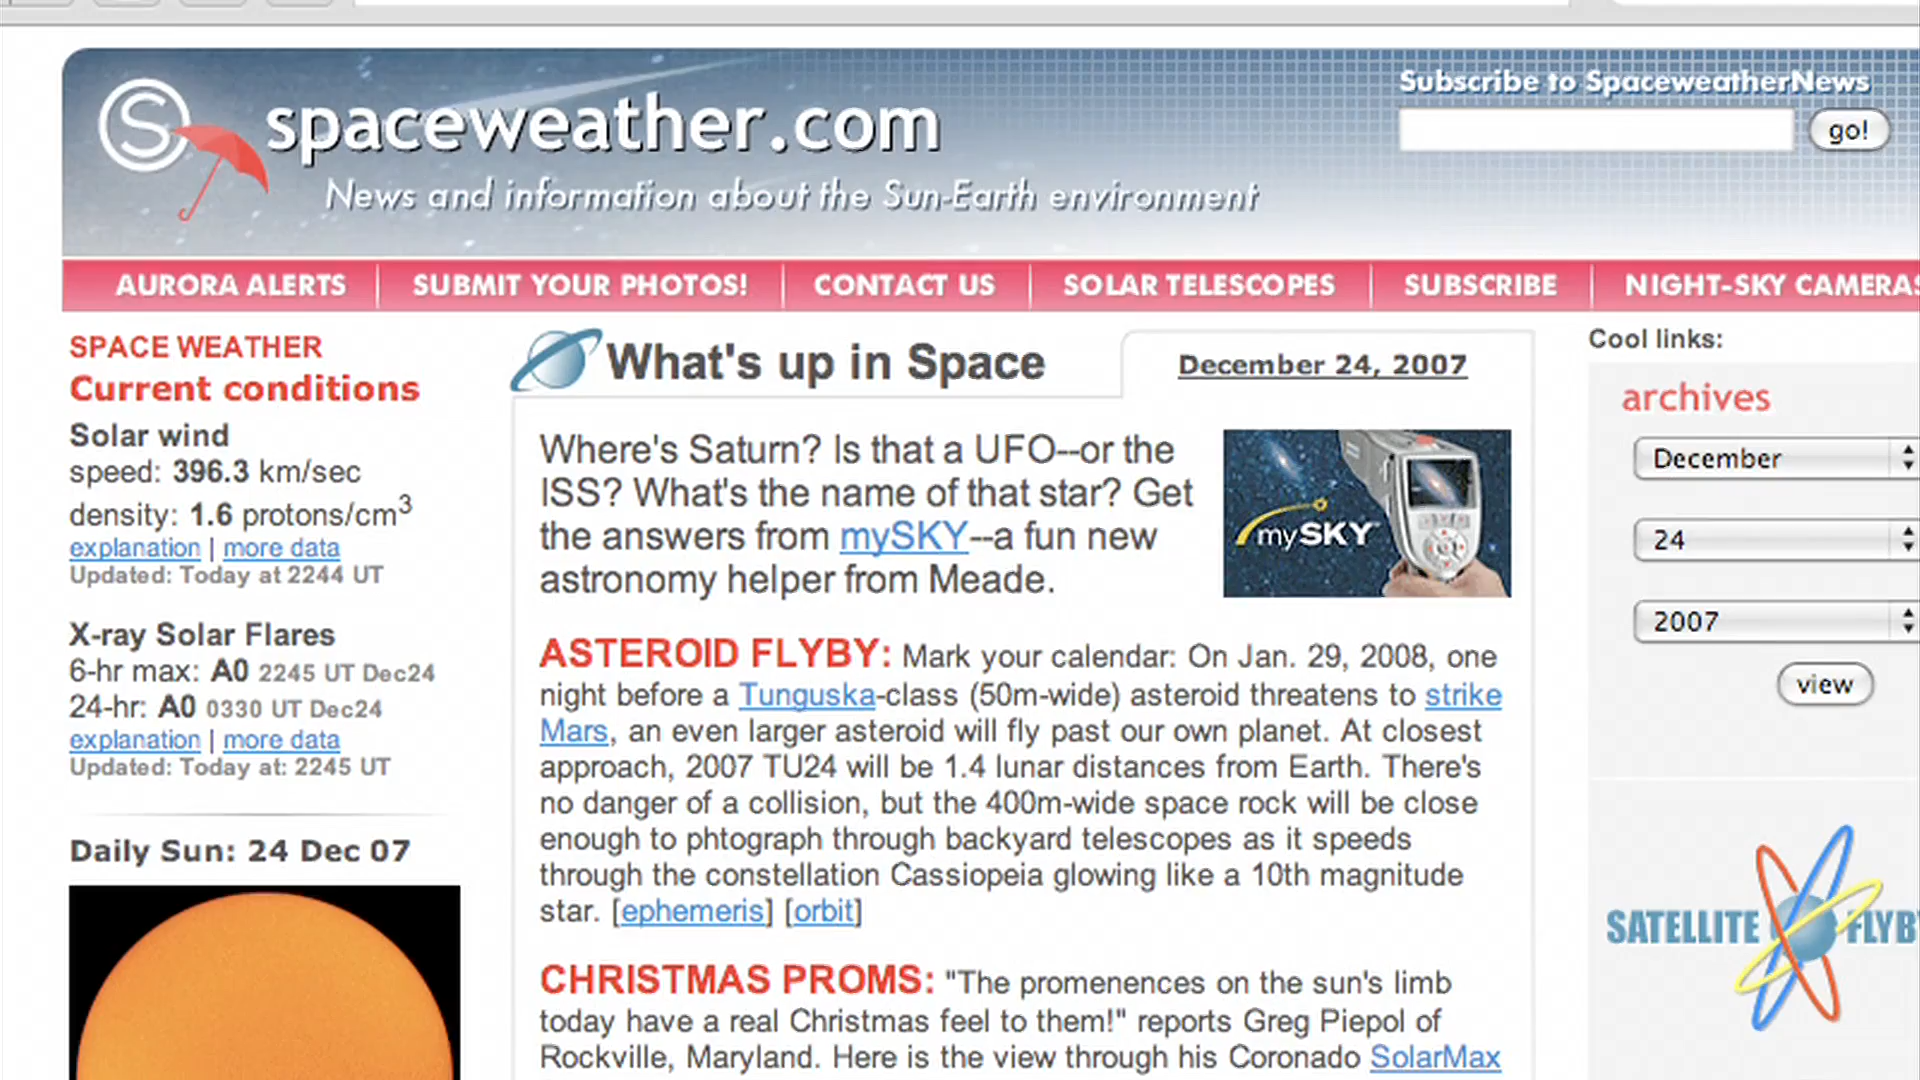 S
spaceweather.com
News and information about the Sun-Earth environment
Subscribe to SpaceweatherNews
go!
AURORA ALERTS
SUBMIT YOUR PHOTOS!
CONTACT US
SOLAR TELESCOPES
SUBSCRIBE
NIGHT-SKY CAMERAS
SPACE WEATHER
Current conditions
Solar wind
speed: 396.3 km/sec
density: 1.6 protons/cm3
explanation | more data
Updated: Today at 2244 UT
X-ray Solar Flares
6-hr max: A0 2245 UT Dec24
24-hr: A0 0330 UT Dec24
explanation | more data
Updated: Today at: 2245 UT
Daily Sun: 24 Dec 07
What's up in Space
December 24, 2007
Where's Saturn? Is that a UFO--or the
ISS? What's the name of that star? Get
the answers from mySKY--a fun new
astronomy helper from Meade.
mySKY™
ASTEROID FLYBY: Mark your calendar: On Jan. 29, 2008, one
night before a Tunguska-class (50m-wide) asteroid threatens to strike
Mars, an even larger asteroid will fly past our own planet. At closest
approach, 2007 TU24 will be 1.4 lunar distances from Earth. There's
no danger of a collision, but the 400m-wide space rock will be close
enough to phtograph through backyard telescopes as it speeds
through the constellation Cassiopeia glowing like a 10th magnitude
star. [ephemeris] [orbit]
CHRISTMAS PROMS: "The promenences on the sun's limb
today have a real Christmas feel to them!" reports Greg Piepol of
Rockville, Maryland. Here is the view through his Coronado SolarMax
Cool links:
archives
December
24
2007
view
SATELLITE FLYB